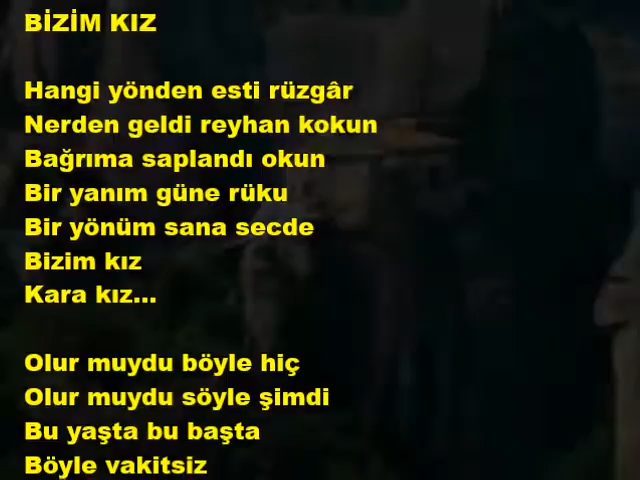 BİZİM KIZ
Hangi yönden esti rüzgâr
Nerden geldi reyhan kokun
Bağrıma saplandı okun
Bir yanım güne rüku
Bir yönüm sana secde
Bizim kız
Kara kız...
Olur muydu böyle hiç
Olur muydu söyle şimdi
Bu yaşta bu başta
Böyle vakitsiz